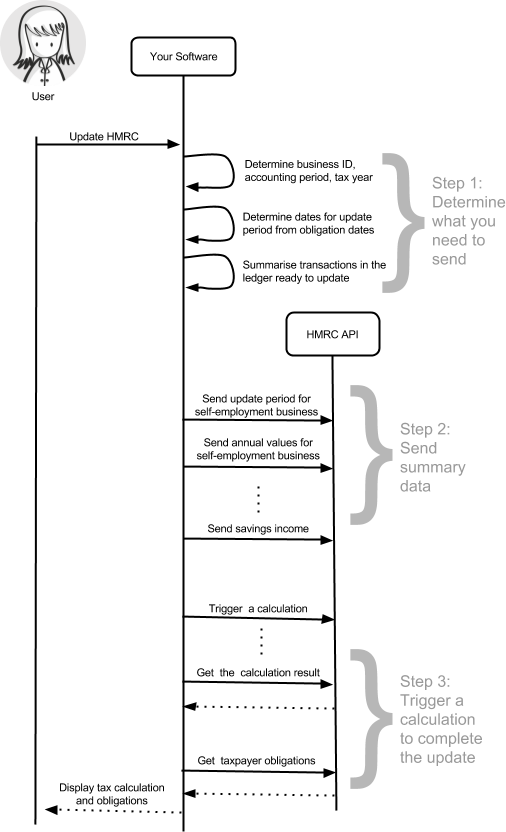 Your Software
User
Update HMRC
Determine business ID,
accounting period, tax year
Step 1:
Determine
what you
need to
send
Determine dates for update
period from obligation dates
Summarise transactions in the
ledger ready to update
HMRC API
Send update period for
self-employment business
Step 2:
Send
summary
data
Send annual values for
self-employment business
Send savings income
Trigger a calculation
Get the calculation result
Step 3:
Trigger a
calculation
to complete
the update
Get taxpayer obligations
Display tax calculation
and obligations